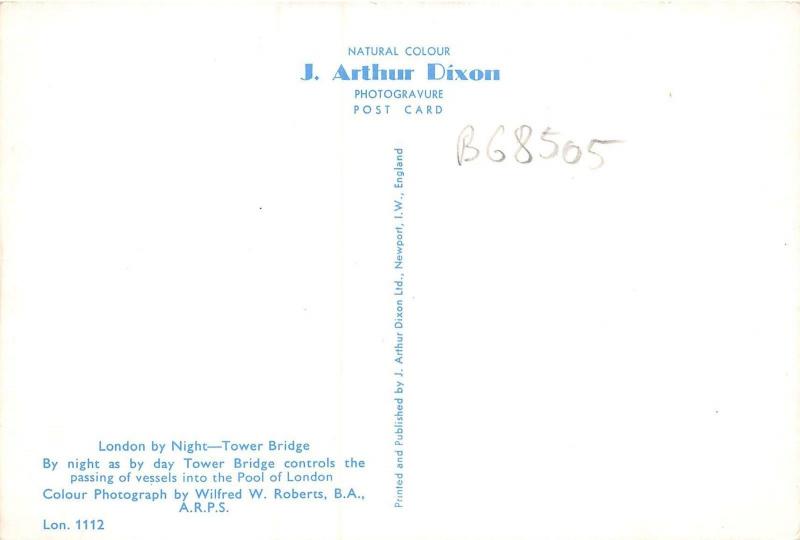 NATURAL COLOUR
J. Arthur Dixon
PHOTOGRAVURE
POST CARD
B68505
Printed and Published by J. Arthur Dixon Ltd., Newport, I.W., England
London by Night—Tower Bridge
By night as by day Tower Bridge controls the
passing of vessels into the Pool of London
Colour Photograph by Wilfred W. Roberts, B.A.,
A.R.P.S.
Lon. 1112